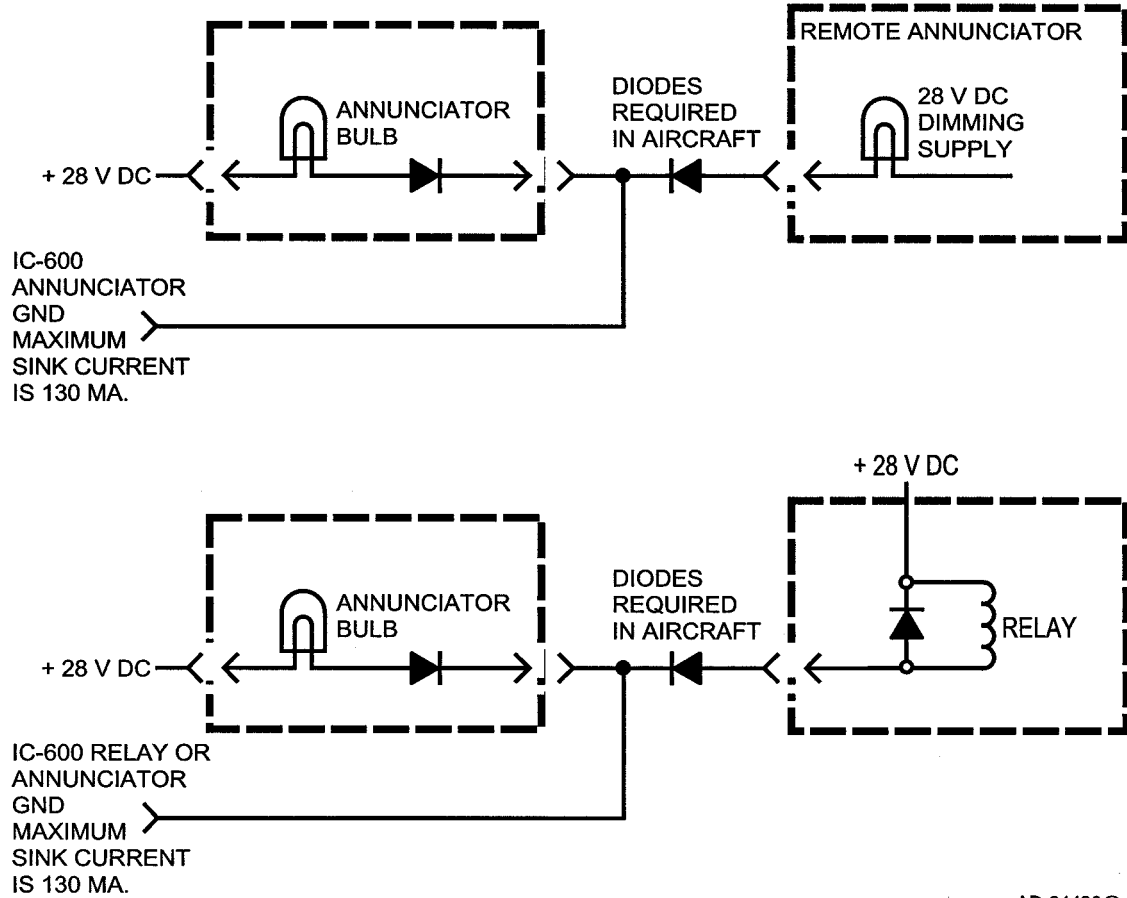 REMOTE ANNUNCIATOR
DIODES
REQUIRED
IN AIRCRAFT
ANNUNCIATOR
BULB
28 V DC
DIMMING
SUPPLY
+ 28 V DC
IC-600
ANNUNCIATOR
GND
MAXIMUM
SINK CURRENT
IS 130 MA.
+ 28 V DC
DIODES
REQUIRED
IN AIRCRAFT
ANNUNCIATOR
BULB
RELAY
+ 28 V DC
IC-600 RELAY OR
ANNUNCIATOR
GND
MAXIMUM
SINK CURRENT
IS 130 MA.